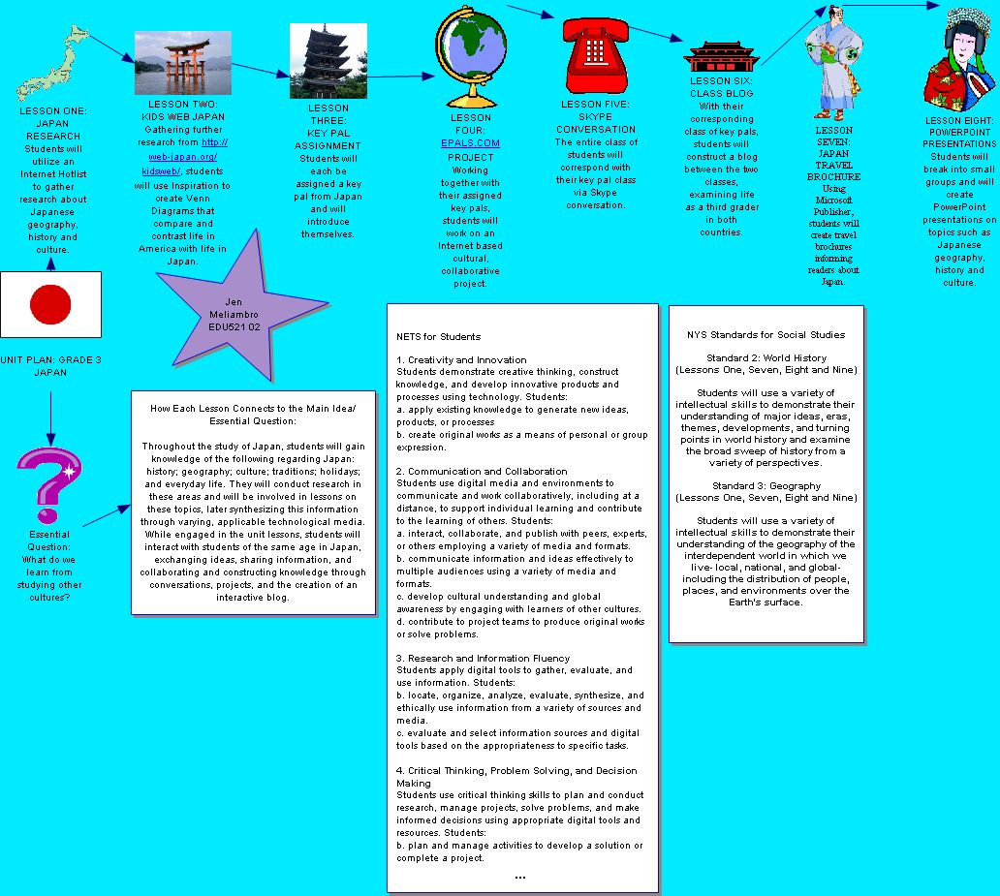 LESSON ONE:
JAPAN
RESEARCH
Students will
utilize an
Internet Hotlist
to gather
research about
Japanese
geography,
history and
culture.
LESSON TWO:
KIDS WEB JAPAN
Gathering further
research from http://
web-japan.org/
kidsweb/, students
will use Inspiration to
create Venn
Diagrams that
compare and
contrast life in
America with life in
Japan.
LESSON
THREE:
KEY PAL
ASSIGNMENT
Students will
each be
assigned a key
pal from Japan
and will
introduce
themselves.
LESSON
FOUR:
EPALS.COM
PROJECT
Working
together with
their assigned
key pals,
students will
work on an
Internet based
cultural,
collaborative
project.
LESSON FIVE:
SKYPE
CONVERSATION
The entire class of
students will
correspond with
their key pal class
via Skype
conversation.
LESSON SIX:
CLASS BLOG
With their
corresponding
class of key pals,
students will
construct a blog
between the two
classes,
examining life
as a third grader
in both
countries.
LESSON
SEVEN:
JAPAN
TRAVEL
BROCHURE
Using
Microsoft
Publisher,
students will
create travel
brochures
informing
readers about
Japan.
LESSON EIGHT:
POWERPOINT
PRESENTATIONS
Students will
break into small
groups and will
create
PowerPoint
presentations on
topics such as
Japanese
geography,
history and
culture.
UNIT PLAN: GRADE 3
JAPAN
Jen
Meliambro
EDU521 02
Essential
Question:
What do we
learn from
studying other
cultures?
How Each Lesson Connects to the Main Idea/
Essential Question:
Throughout the study of Japan, students will gain
knowledge of the following regarding Japan:
history; geography; culture; traditions; holidays;
and everyday life. They will conduct research in
these areas and will be involved in lessons on
these topics, later synthesizing this information
through varying, applicable technological media.
While engaged in the unit lessons, students will
interact with students of the same age in Japan,
exchanging ideas, sharing information, and
collaborating and constructing knowledge through
conversations, projects, and the creation of an
interactive blog.
NETS for Students
1. Creativity and Innovation
Students demonstrate creative thinking, construct
knowledge, and develop innovative products and
processes using technology. Students:
a. apply existing knowledge to generate new ideas,
products, or processes
b. create original works as a means of personal or group
expression.
2. Communication and Collaboration
Students use digital media and environments to
communicate and work collaboratively, including at a
distance, to support individual learning and contribute
to the learning of others. Students:
a. interact, collaborate, and publish with peers, experts,
or others employing a variety of media and formats.
b. communicate information and ideas effectively to
multiple audiences using a variety of media and
formats.
c. develop cultural understanding and global
awareness by engaging with learners of other cultures.
d. contribute to project teams to produce original works
or solve problems.
3. Research and Information Fluency
Students apply digital tools to gather, evaluate, and
use information. Students:
b. locate, organize, analyze, evaluate, synthesize, and
ethically use information from a variety of sources and
media.
c. evaluate and select information sources and digital
tools based on the appropriateness to specific tasks.
4. Critical Thinking, Problem Solving, and Decision
Making
Students use critical thinking skills to plan and conduct
research, manage projects, solve problems, and make
informed decisions using appropriate digital tools and
resources. Students:
b. plan and manage activities to develop a solution or
complete a project.
...
NYS Standards for Social Studies
Standard 2: World History
(Lessons One, Seven, Eight and Nine)
Students will use a variety of
intellectual skills to demonstrate their
understanding of major ideas, eras,
themes, developments, and turning
points in world history and examine
the broad sweep of history from a
variety of perspectives.
Standard 3: Geography
(Lessons One, Seven, Eight and Nine)
Students will use a variety of
intellectual skills to demonstrate their
understanding of the geography of the
interdependent world in which we
live- local, national, and global-
including the distribution of people,
places, and environments over the
Earth's surface.